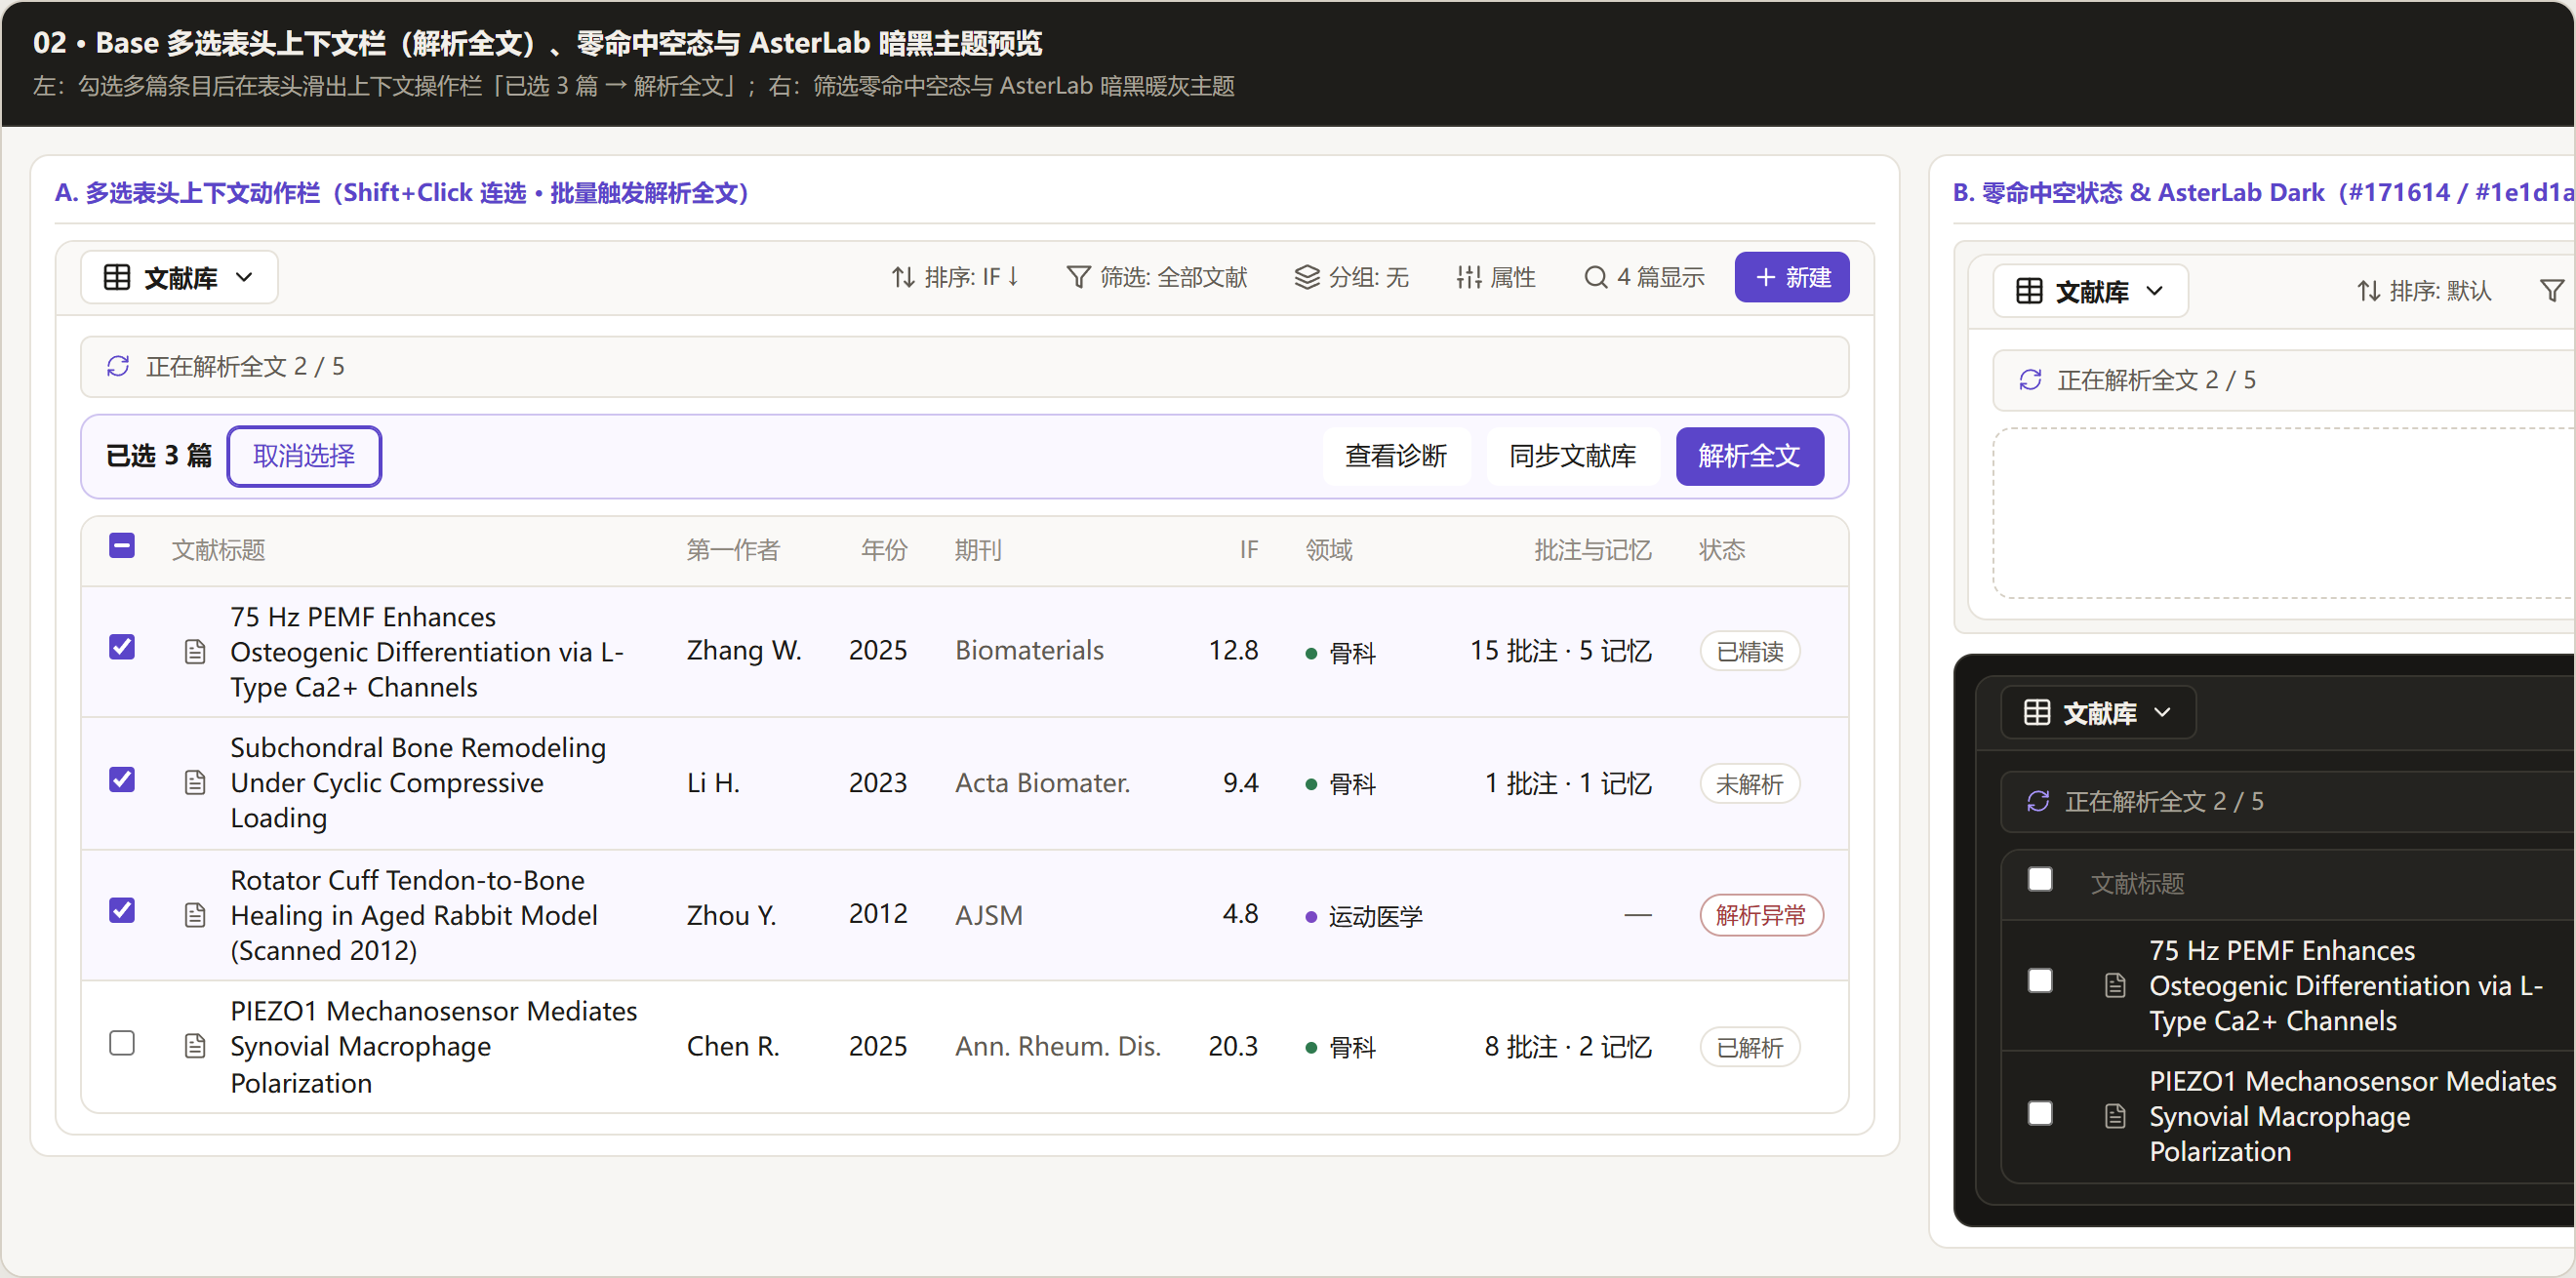 02 • Base 多选表头上下文栏（解析全文）、零命中空态与 AsterLab 暗黑主题预览
左：勾选多篇条目后在表头滑出上下文操作栏「已选 3 篇 → 解析全文」；右：筛选零命中空态与 AsterLab 暗黑暖灰主题
A. 多选表头上下文动作栏（Shift+Click 连选 • 批量触发解析全文）
文献库
排序: IF ↓
筛选: 全部文献
分组: 无
属性
4 篇显示
+ 新建
正在解析全文 2 / 5
已选 3 篇
取消选择
查看诊断
同步文献库
解析全文
文献标题 第一作者 年份 期刊 IF 领域 批注与记忆 状态
75 Hz PEMF Enhances
Osteogenic Differentiation via L-
Type Ca2+ Channels
Zhang W. 2025 Biomaterials 12.8 骨科 15 批注 · 5 记忆 已精读
Subchondral Bone Remodeling
Under Cyclic Compressive
Loading
Li H. 2023 Acta Biomater. 9.4 骨科 1 批注 · 1 记忆 未解析
Rotator Cuff Tendon-to-Bone
Healing in Aged Rabbit Model
(Scanned 2012)
Zhou Y. 2012 AJSM 4.8 运动医学 — 解析异常
PIEZO1 Mechanosensor Mediates
Synovial Macrophage
Polarization
Chen R. 2025 Ann. Rheum. Dis. 20.3 骨科 8 批注 · 2 记忆 已解析
B. 零命中空状态 & AsterLab Dark（#171614 / #1e1d1a
文献库
排序: 默认
正在解析全文 2 / 5
文献库
正在解析全文 2 / 5
文献标题
75 Hz PEMF Enhances
Osteogenic Differentiation via L-
Type Ca2+ Channels
PIEZO1 Mechanosensor Mediates
Synovial Macrophage
Polarization